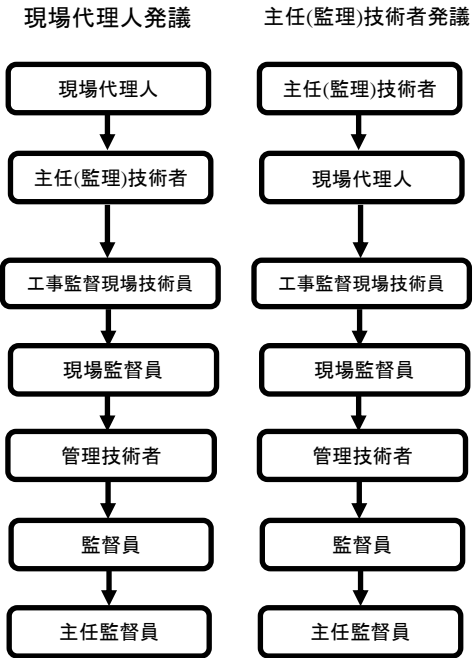 現場代理人発議
現場代理人
主任(監理)技術者
工事監督現場技術員
現場監督員
管理技術者
監督員
主任監督員
主任(監理)技術者発議
主任(監理)技術者
現場代理人
工事監督現場技術員
現場監督員
管理技術者
監督員
主任監督員